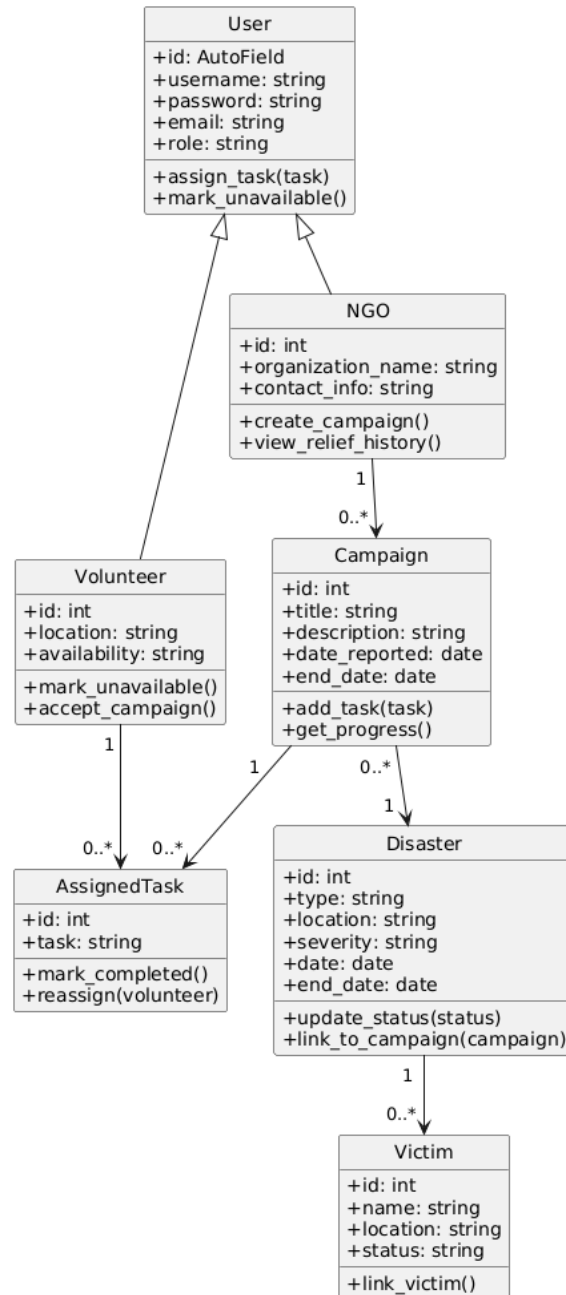 User
+id: AutoField
+username: string
+password: string
+email: string
+role: string
+assign_task(task)
+mark_unavailable()
NGO
+id: int
+organization_name: string
+contact_info: string
+create_campaign()
+view_relief_history()
1
0..*
Volunteer
+id: int
+location: string
+availability: string
+mark_unavailable()
+accept_campaign()
Campaign
+id: int
+title: string
+description: string
+date_reported: date
+end_date: date
+add_task(task)
+get_progress()
1
0..*
1
0..*
0..*
1
AssignedTask
+id: int
+task: string
+mark_completed()
+reassign(volunteer)
Disaster
+id: int
+type: string
+location: string
+severity: string
+date: date
+end_date: date
+update_status(status)
+link_to_campaign(campaign)
1
0..*
Victim
+id: int
+name: string
+location: string
+status: string
+link_victim()